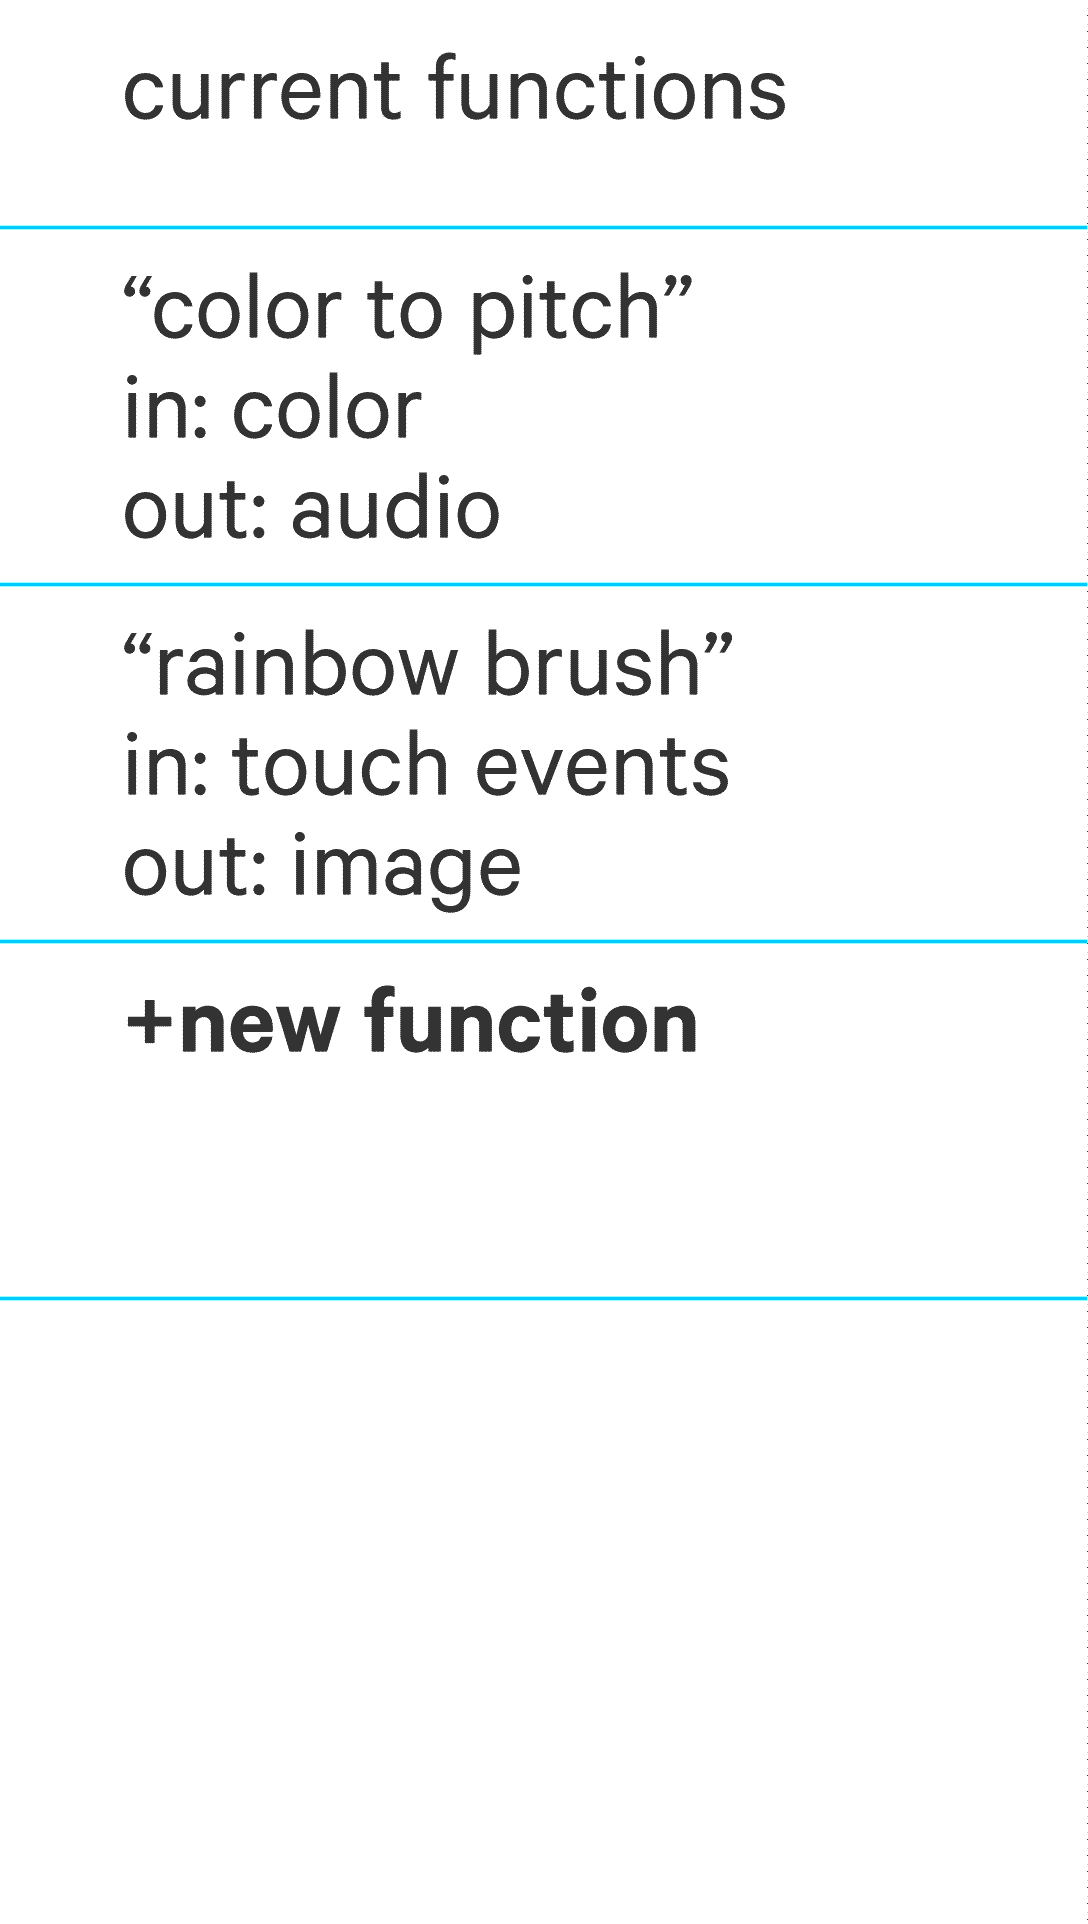 current functions
“color to pitch”
in: color
out: audio
“rainbow brush”
in: touch events
out: image
+new function